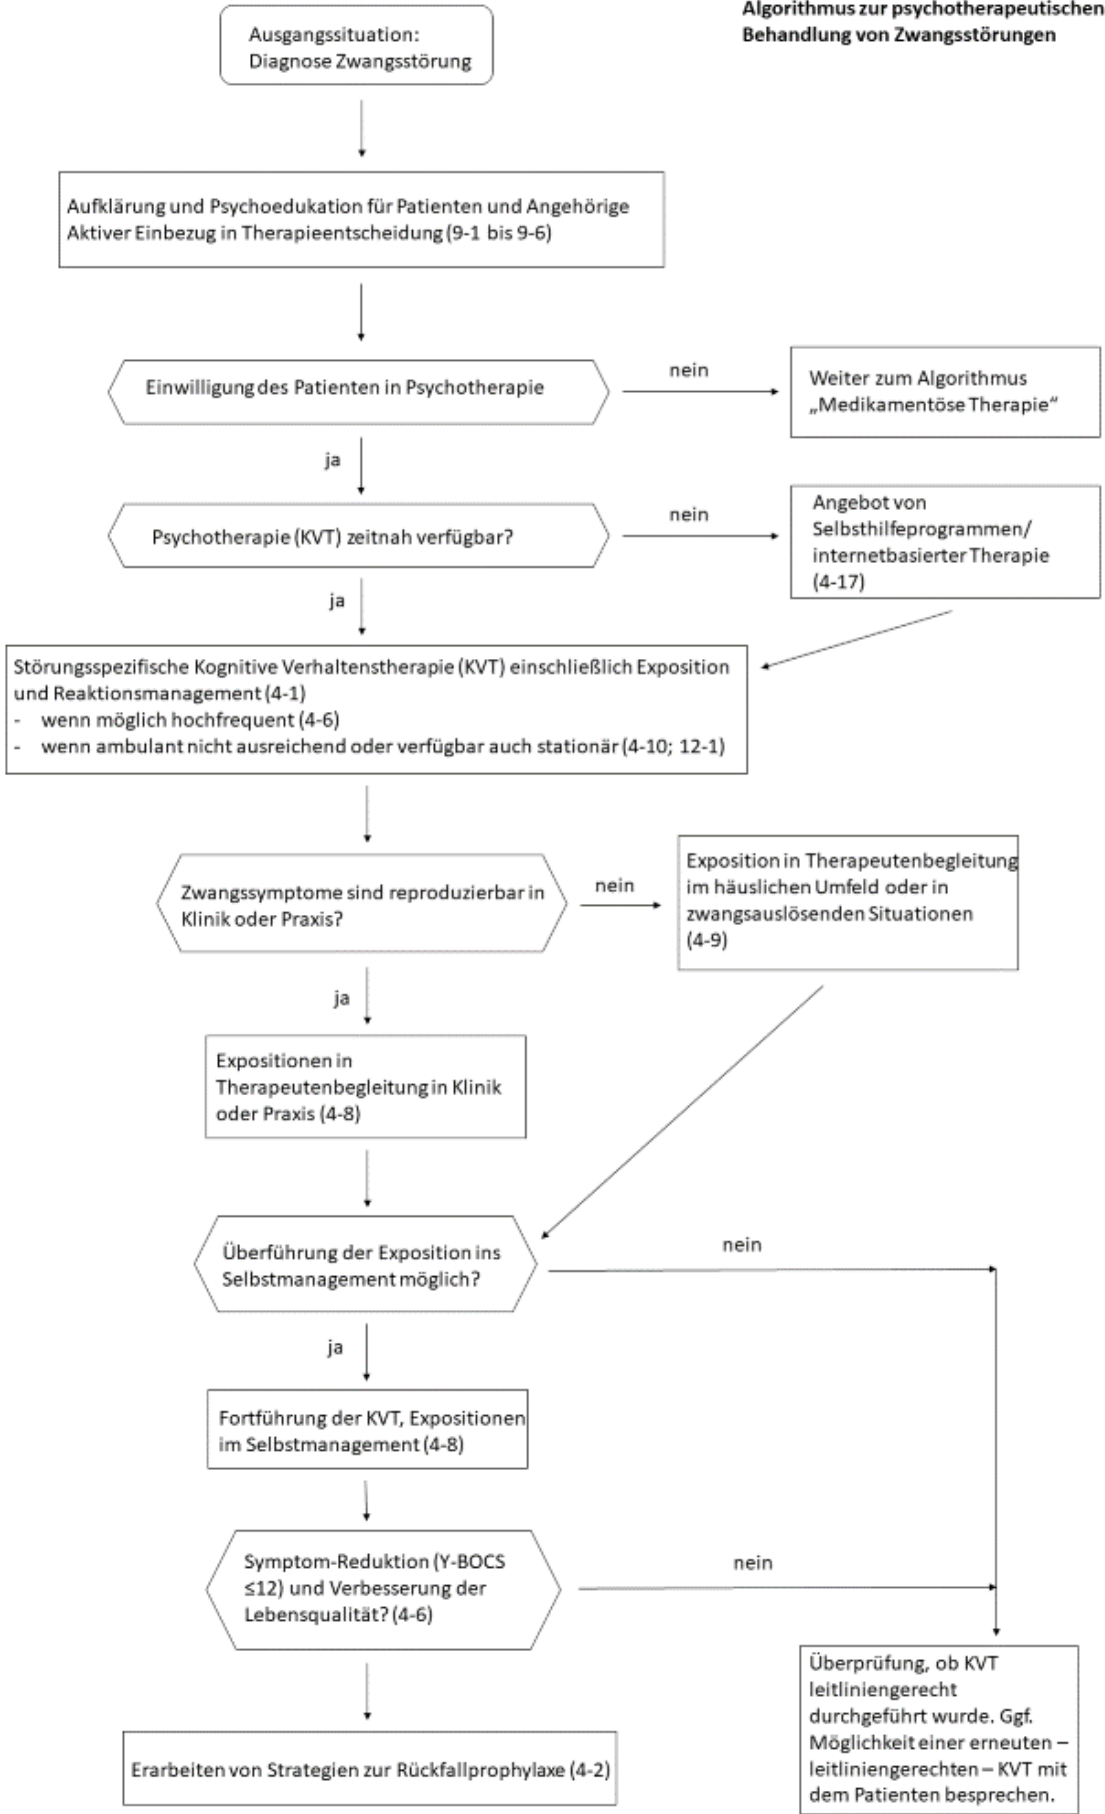 Algorithmus zur psychotherapeutischen
Behandlung von Zwangsstörungen
Ausgangssituation:
Diagnose Zwangsstörung
Aufklärung und Psychoedukation für Patienten und Angehörige
Aktiver Einbezug in Therapieentscheidung (9-1 bis 9-6)
Einwilligung des Patienten in Psychotherapie
nein
Weiter zum Algorithmus
„Medikamentöse Therapie“
ja
Psychotherapie (KVT) zeitnah verfügbar?
nein
Angebot von
Selbsthilfeprogrammen/
internetbasierter Therapie
(4-17)
ja
Störungsspezifische Kognitive Verhaltenstherapie (KVT) einschließlich Exposition
und Reaktionsmanagement (4-1)
- wenn möglich hochfrequent (4-6)
- wenn ambulant nicht ausreichend oder verfügbar auch stationär (4-10; 12-1)
Zwangssymptome sind reproduzierbar in
Klinik oder Praxis?
nein
Exposition in Therapeutenbegleitung
im häuslichen Umfeld oder in
zwangsauslösenden Situationen
(4-9)
ja
Expositionen in
Therapeutenbegleitung in Klinik
oder Praxis (4-8)
Überführung der Exposition ins
Selbstmanagement möglich?
nein
ja
Fortführung der KVT, Expositionen
im Selbstmanagement (4-8)
Symptom-Reduktion (Y-BOCS
≤12) und Verbesserung der
Lebensqualität? (4-6)
nein
Überprüfung, ob KVT
leitliniengerecht
durchgeführt wurde. Ggf.
Möglichkeit einer erneuten –
leitliniengerechten – KVT mit
dem Patienten besprechen.
Erarbeiten von Strategien zur Rückfallprophylaxe (4-2)